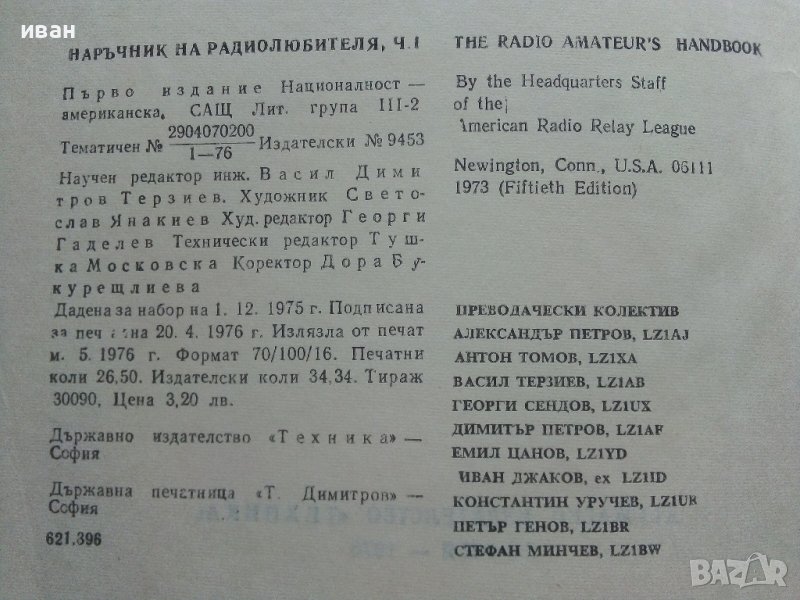 иван
НАРЪЧНИК НА РАДИОЛЮБИТЕЛЯ, Ч. I
Първо издание Националност —
американска. САЩ Лит. група III-2
Тематичен № 2904070200
I—76
Издателски № 9453
Научен редактор инж. Васил Дими
тров Терзиев. Художник Свето-
слав Янакиев Худ. редактор Георги
Гаделев Технически редактор Туш-
ка Московска Коректор Дора Бу
курещлиева
Дадена за набор на 1. 12. 1975 г. Подписана
за печ на 20. 4. 1976 г. Излязла от печат
м. 5. 1976 г. Формат 70/100/16. Печатни
коли 26,50. Издателски коли 34,34. Тираж
30090, Цена 3,20 лв.
Държавно издателство «Техника» —
София
Държавна печатница «Т. Димитров» —
София
621.396
THE RADIO AMATEUR'S HANDBOOK
By the Headquarters Staff
of the
American Radio Relay League
Newington, Conn., U.S.A. 06111
1973 (Fiftieth Edition)
ПРЕВОДАЧЕСКИ КОЛЕКТИВ
АЛЕКСАНДЪР ПЕТРОВ, LZ1AJ
АНТОН ТОМОВ, LZ1XA
ВАСИЛ ТЕРЗИЕВ, LZ1AB
ГЕОРГИ СЕНДОВ, LZ1UX
ДИМИТЪР ПЕТРОВ, LZ1AF
ЕМИЛ ЦАНОВ, LZ1YD
ИВАН ДЖАКОВ, ex LZ1ID
КОНСТАНТИН УРУЧЕВ, LZ1UR
ПЕТЪР ГЕНОВ, LZ1BR
СТЕФАН МИНЧЕВ, LZ1BW
BAZAR